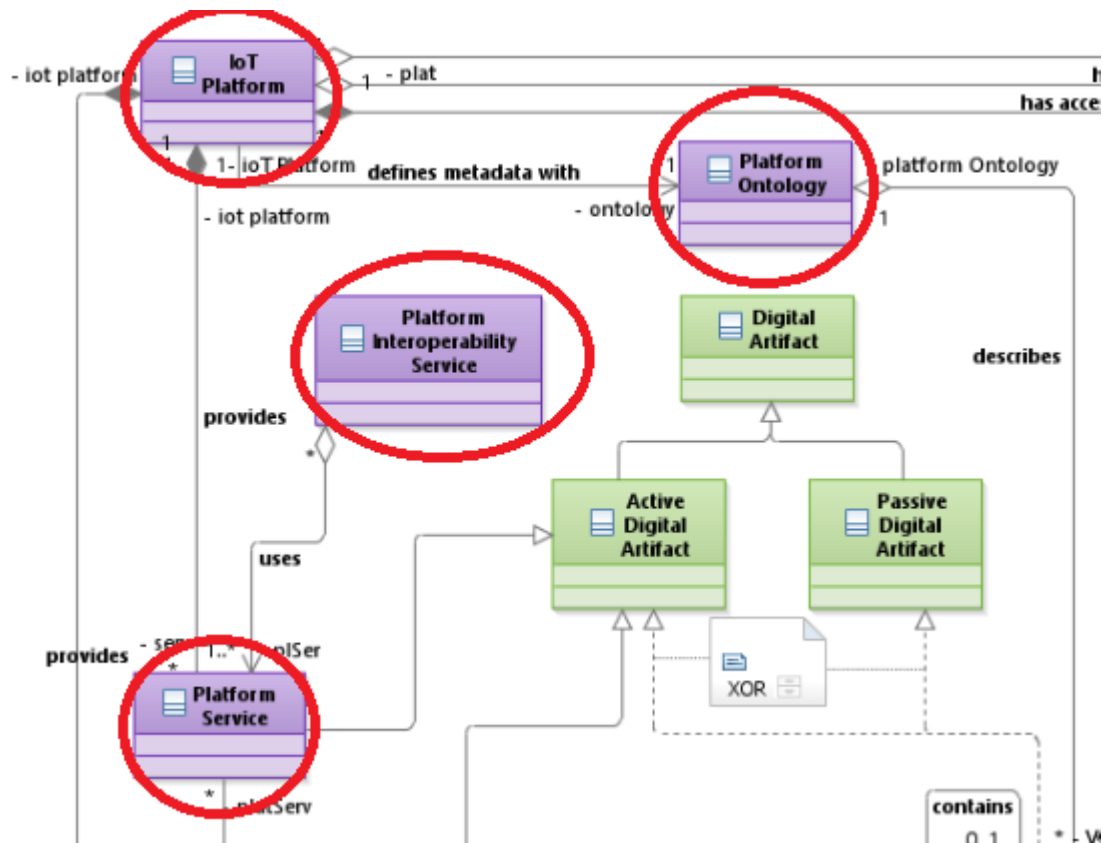 IoT
Platform
- iot platform
1
- plat
has acce
1
1
1- ioT Platform
defines metadata with
1
- ontology
Platform
Ontology
platform Ontology
1
- iot platform
Platform
Interoperability
Service
Digital
Artifact
describes
provides
*
uses
Active
Digital
Artifact
Passive
Digital
Artifact
provides
*
XOR
Platform
Service
*
contains
0..1
*